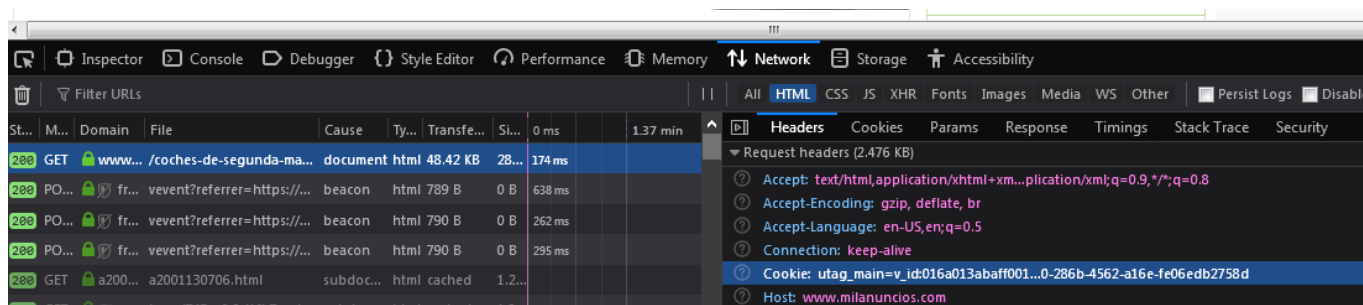 Inspector Console Debugger {} Style Editor Performance Memory Network Storage Accessibility
Filter URLs All HTML CSS JS XHR Fonts Images Media WS Other Persist Logs Disabl
St... M... Domain File Cause Ty... Transfe... Si... 0 ms 1.37 min Headers Cookies Params Response Timings Stack Trace Security
Request headers (2.476 KB)
200 GET www... /coches-de-segunda-ma... document html 48.42 KB 28... 174 ms
Accept: text/html,application/xhtml+xm...plication/xml;q=0.9,*/*;q=0.8
200 PO... fr... vevent?referrer=https://... beacon html 789 B 0 B 638 ms
Accept-Encoding: gzip, deflate, br
200 PO... fr... vevent?referrer=https://... beacon html 790 B 0 B 262 ms
Accept-Language: en-US,en;q=0.5
200 PO... fr... vevent?referrer=https://... beacon html 790 B 0 B 295 ms
Connection: keep-alive
200 GET a200... a2001130706.html subdoc... html cached 1.2...
Cookie: utag_main=v_id:016a013abaff001...0-286b-4562-a16e-fe06edb2758d
Host: www.milanuncios.com